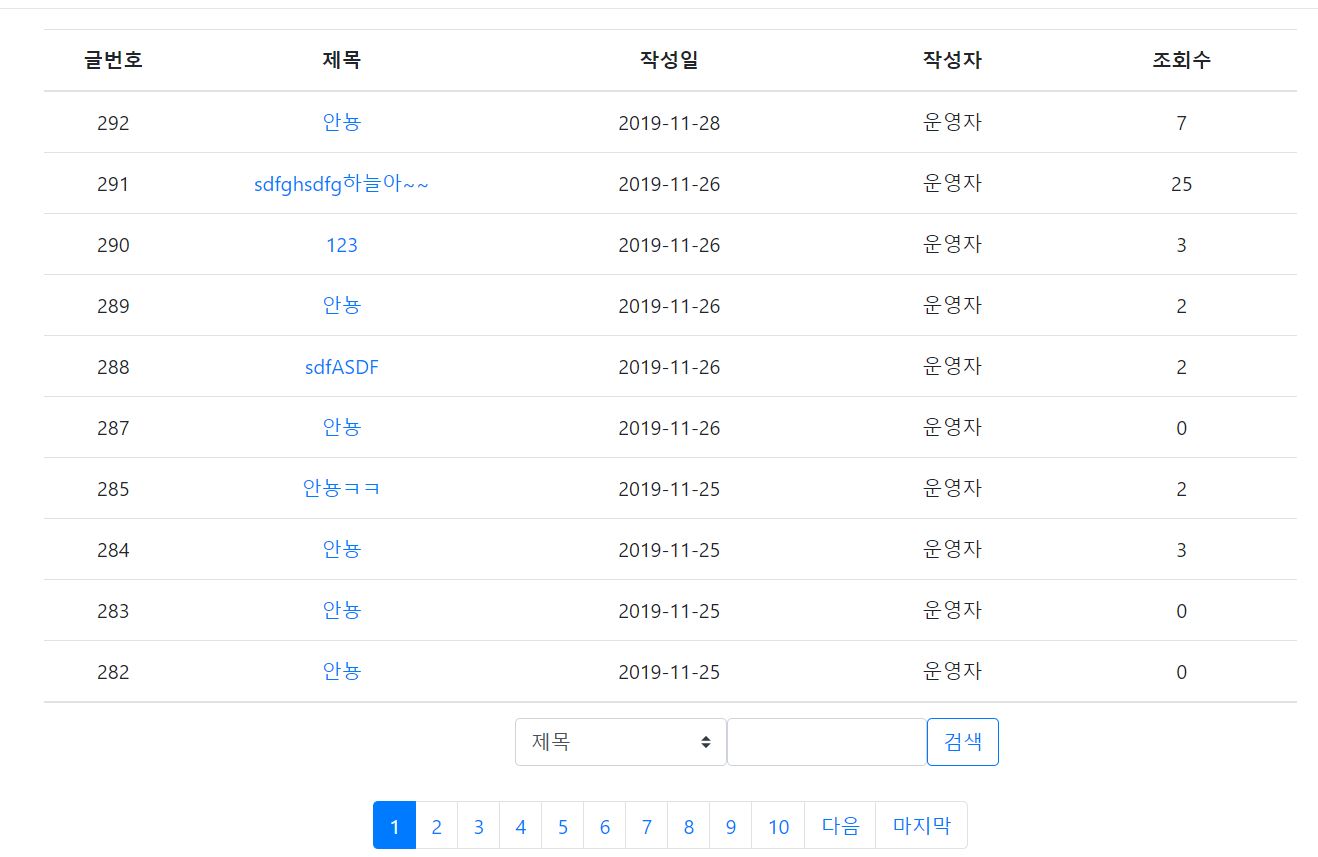 글번호 제목 작성일 작성자 조회수
292 안뇽 2019-11-28 운영자 7
291 sdfghsdfg하늘아~~ 2019-11-26 운영자 25
290 123 2019-11-26 운영자 3
289 안뇽 2019-11-26 운영자 2
288 sdfASDF 2019-11-26 운영자 2
287 안뇽 2019-11-26 운영자 0
285 안뇽ㅋㅋ 2019-11-25 운영자 2
284 안뇽 2019-11-25 운영자 3
283 안뇽 2019-11-25 운영자 0
282 안뇽 2019-11-25 운영자 0
제목 검색
1 2 3 4 5 6 7 8 9 10 다음 마지막